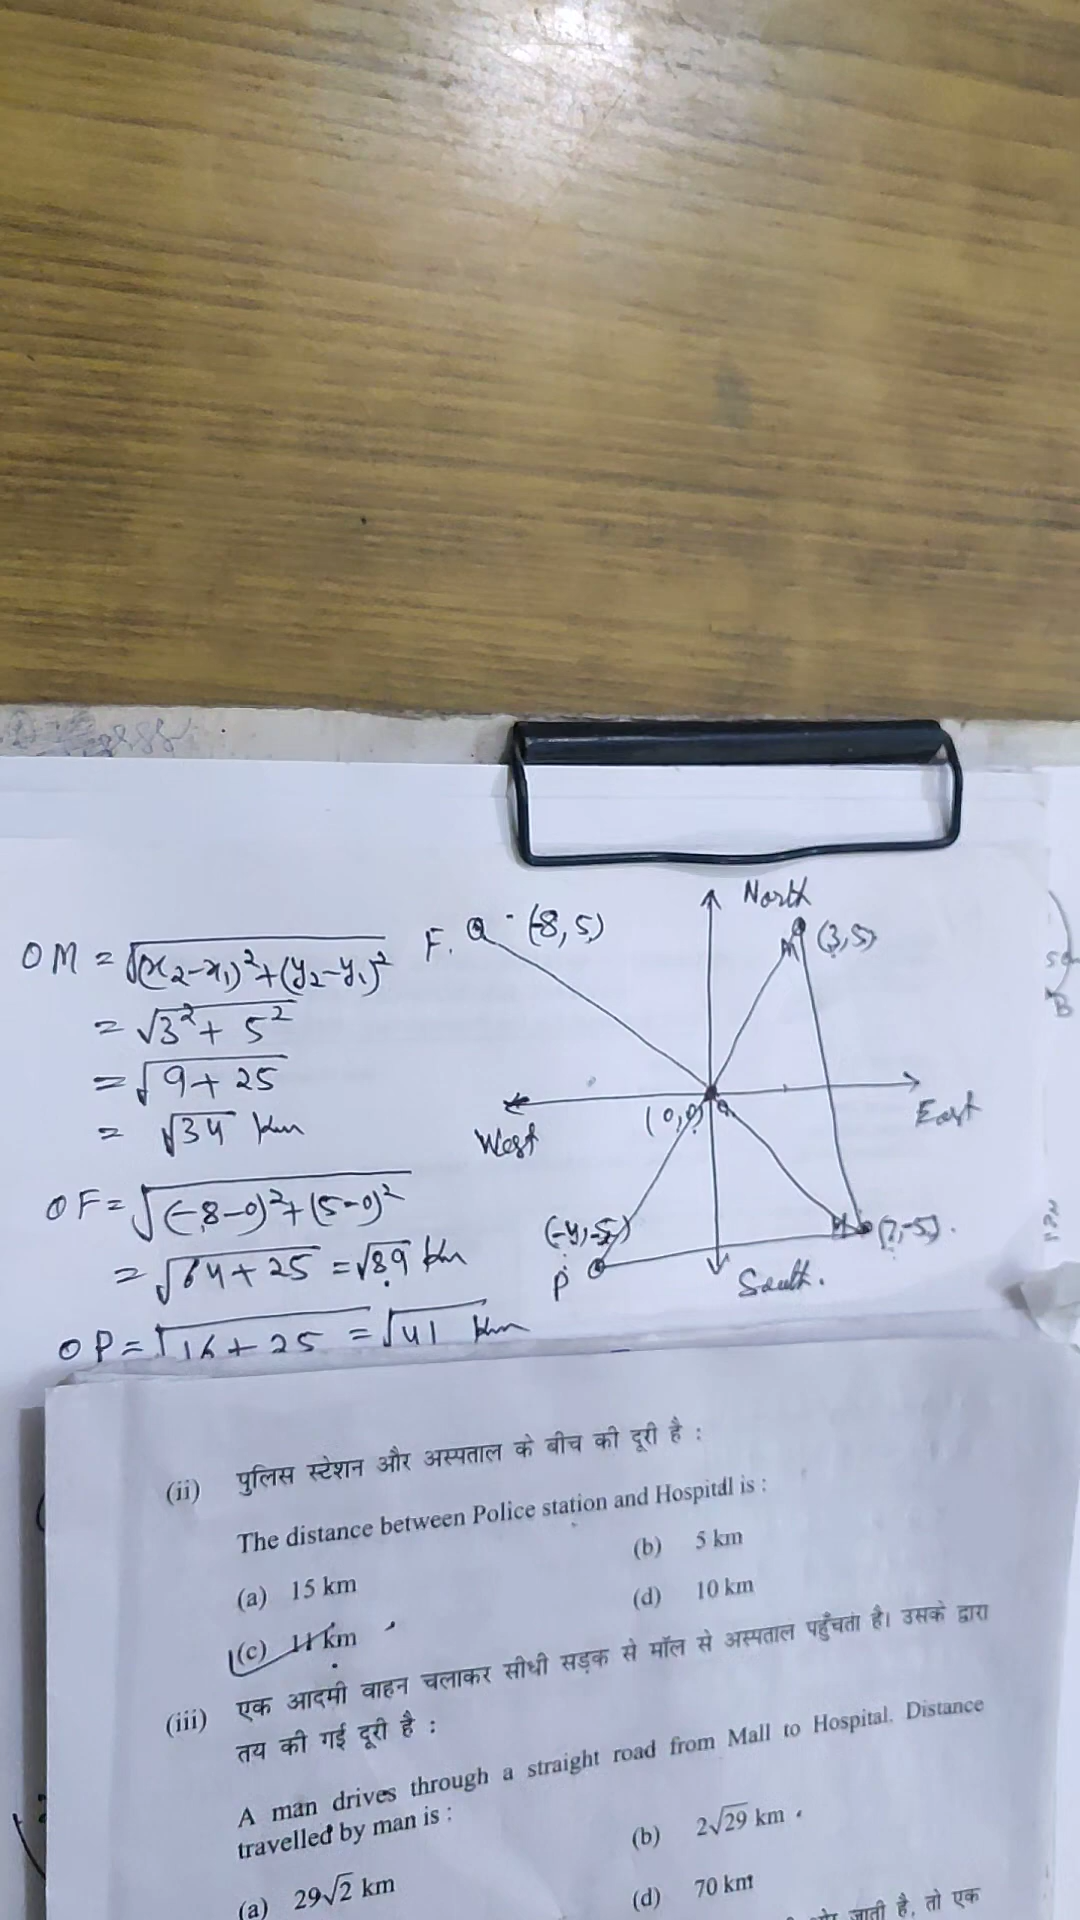 OM = √(x₂-x₁)²+(y₂-y₁)²
= √3²+ 5²
= √9+25
= √34 km
OF = √(-8-0)²+(5-0)²
= √64+25 = √89 km
OP = √16+25 = √41 km
North
F. (-8,5)
M (3,5)
(0,0)
West
East
(-4,-5)
P
H (7,-5).
South.
(ii) पुलिस स्टेशन और अस्पताल के बीच की दूरी है :
The distance between Police station and Hospital is :
(a) 15 km (b) 5 km
(c) 11 km (d) 10 km
(iii) एक आदमी वाहन चलाकर सीधी सड़क से मॉल से अस्पताल पहुँचता है। उसके द्वारा
तय की गई दूरी है :
A man drives through a straight road from Mall to Hospital. Distance
travelled by man is :
(a) 29√2 km (b) 2√29 km
(d) 70 km
जाती है, तो एक